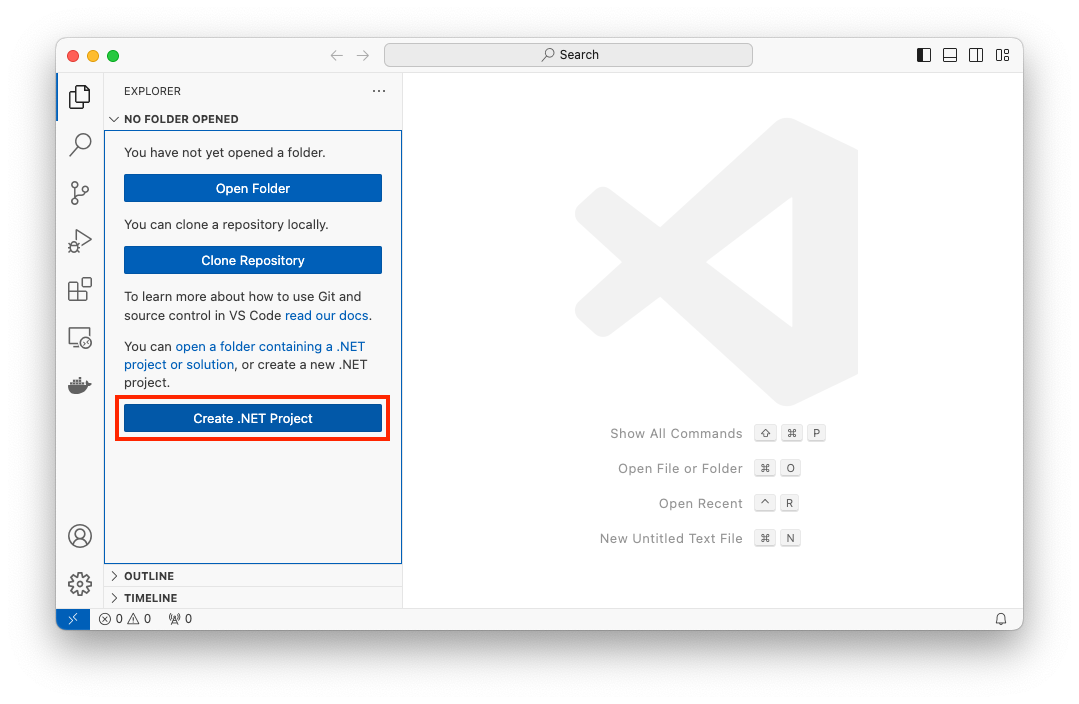 Search
EXPLORER
NO FOLDER OPENED
You have not yet opened a folder.
Open Folder
You can clone a repository locally.
Clone Repository
To learn more about how to use Git and
source control in VS Code read our docs.
You can open a folder containing a .NET
project or solution, or create a new .NET
project.
Create .NET Project
OUTLINE
TIMELINE
Show All Commands ⇧ ⌘ P
Open File or Folder ⌘ O
Open Recent ^ R
New Untitled Text File ⌘ N
0 0 0